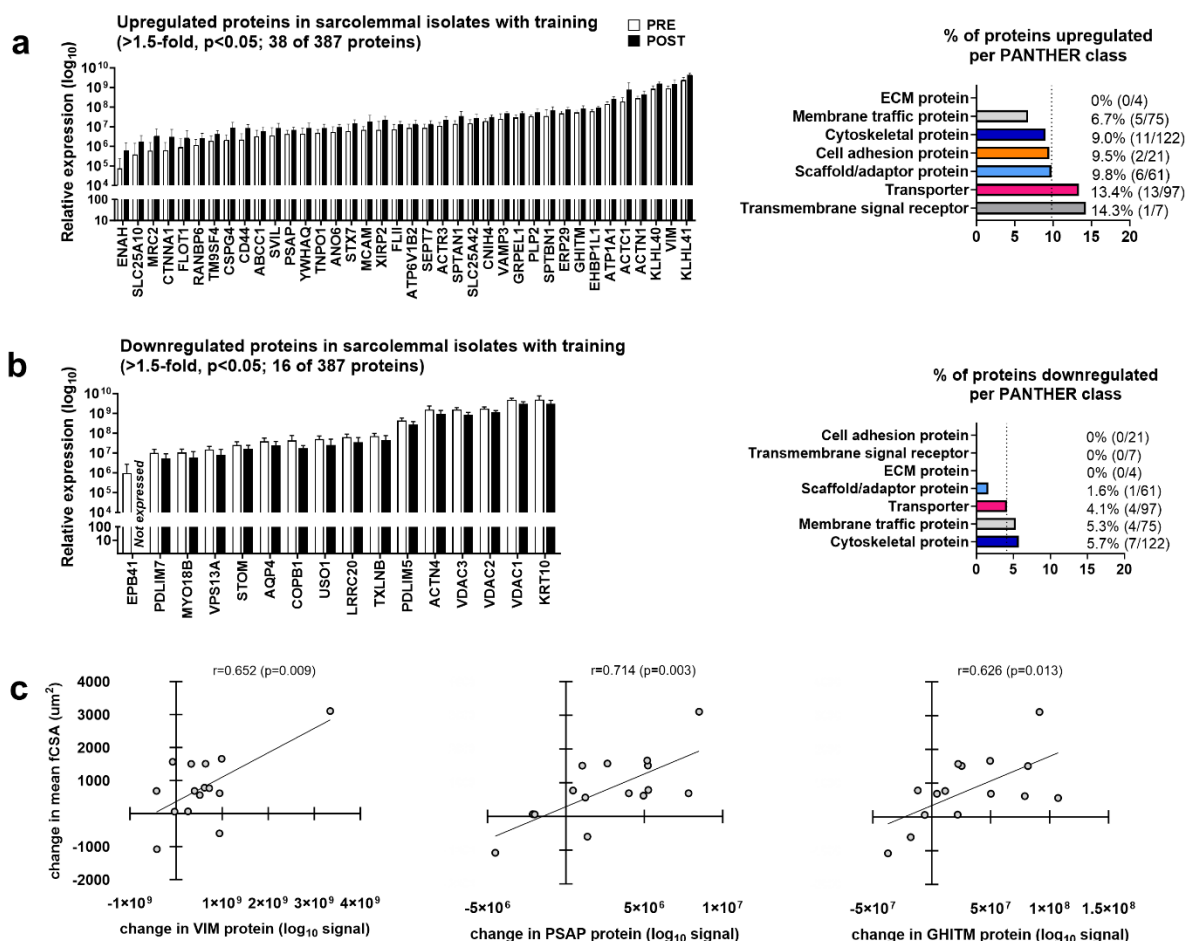 a
Upregulated proteins in sarcolemmal isolates with training
(>1.5-fold, p<0.05; 38 of 387 proteins)
PRE
POST
Relative expression (log10)
10^10
10^9
10^8
10^7
10^6
10^5
10^4
100
10
ENAH
SLC25A10
MRC2
CTNNA1
FLOT1
RANBP6
TM9SF4
CSPG4
CD44
ABCC1
SVIL
PSAP
YWHAQ
TNPO1
ANO6
STX7
MCAM
XIRP2
FLII
ATP6V1B2
SEPT7
ACTR3
SPTAN1
SLC25A42
CNIH4
VAMP3
GRPEL1
PLP2
SPTBN1
ERP29
GHITM
EHBP1L1
ATP1A1
ACTC1
ACTN1
KLHL40
VIM
KLHL41
% of proteins upregulated
per PANTHER class
ECM protein 0% (0/4)
Membrane traffic protein 6.7% (5/75)
Cytoskeletal protein 9.0% (11/122)
Cell adhesion protein 9.5% (2/21)
Scaffold/adaptor protein 9.8% (6/61)
Transporter 13.4% (13/97)
Transmembrane signal receptor 14.3% (1/7)
0 5 10 15 20
b
Downregulated proteins in sarcolemmal isolates with training
(>1.5-fold, p<0.05; 16 of 387 proteins)
Relative expression (log10)
10^10
10^9
10^8
10^7
10^6
10^5
10^4
100
10
Not expressed
EPB41
PDLIM7
MYO18B
VPS13A
STOM
AQP4
COPB1
USO1
LRRC20
TXLNB
PDLIM5
ACTN4
VDAC3
VDAC2
VDAC1
KRT10
% of proteins downregulated
per PANTHER class
Cell adhesion protein 0% (0/21)
Transmembrane signal receptor 0% (0/7)
ECM protein 0% (0/4)
Scaffold/adaptor protein 1.6% (1/61)
Transporter 4.1% (4/97)
Membrane traffic protein 5.3% (4/75)
Cytoskeletal protein 5.7% (7/122)
0 5 10 15 20
c
change in mean fCSA (um²)
4000
3000
2000
1000
0
-1000
-2000
r=0.652 (p=0.009)
-1×10^9 1×10^9 2×10^9 3×10^9 4×10^9
change in VIM protein (log10 signal)
r=0.714 (p=0.003)
-5×10^6 5×10^6 1×10^7
change in PSAP protein (log10 signal)
r=0.626 (p=0.013)
-5×10^7 5×10^7 1×10^8 1.5×10^8
change in GHITM protein (log10 signal)